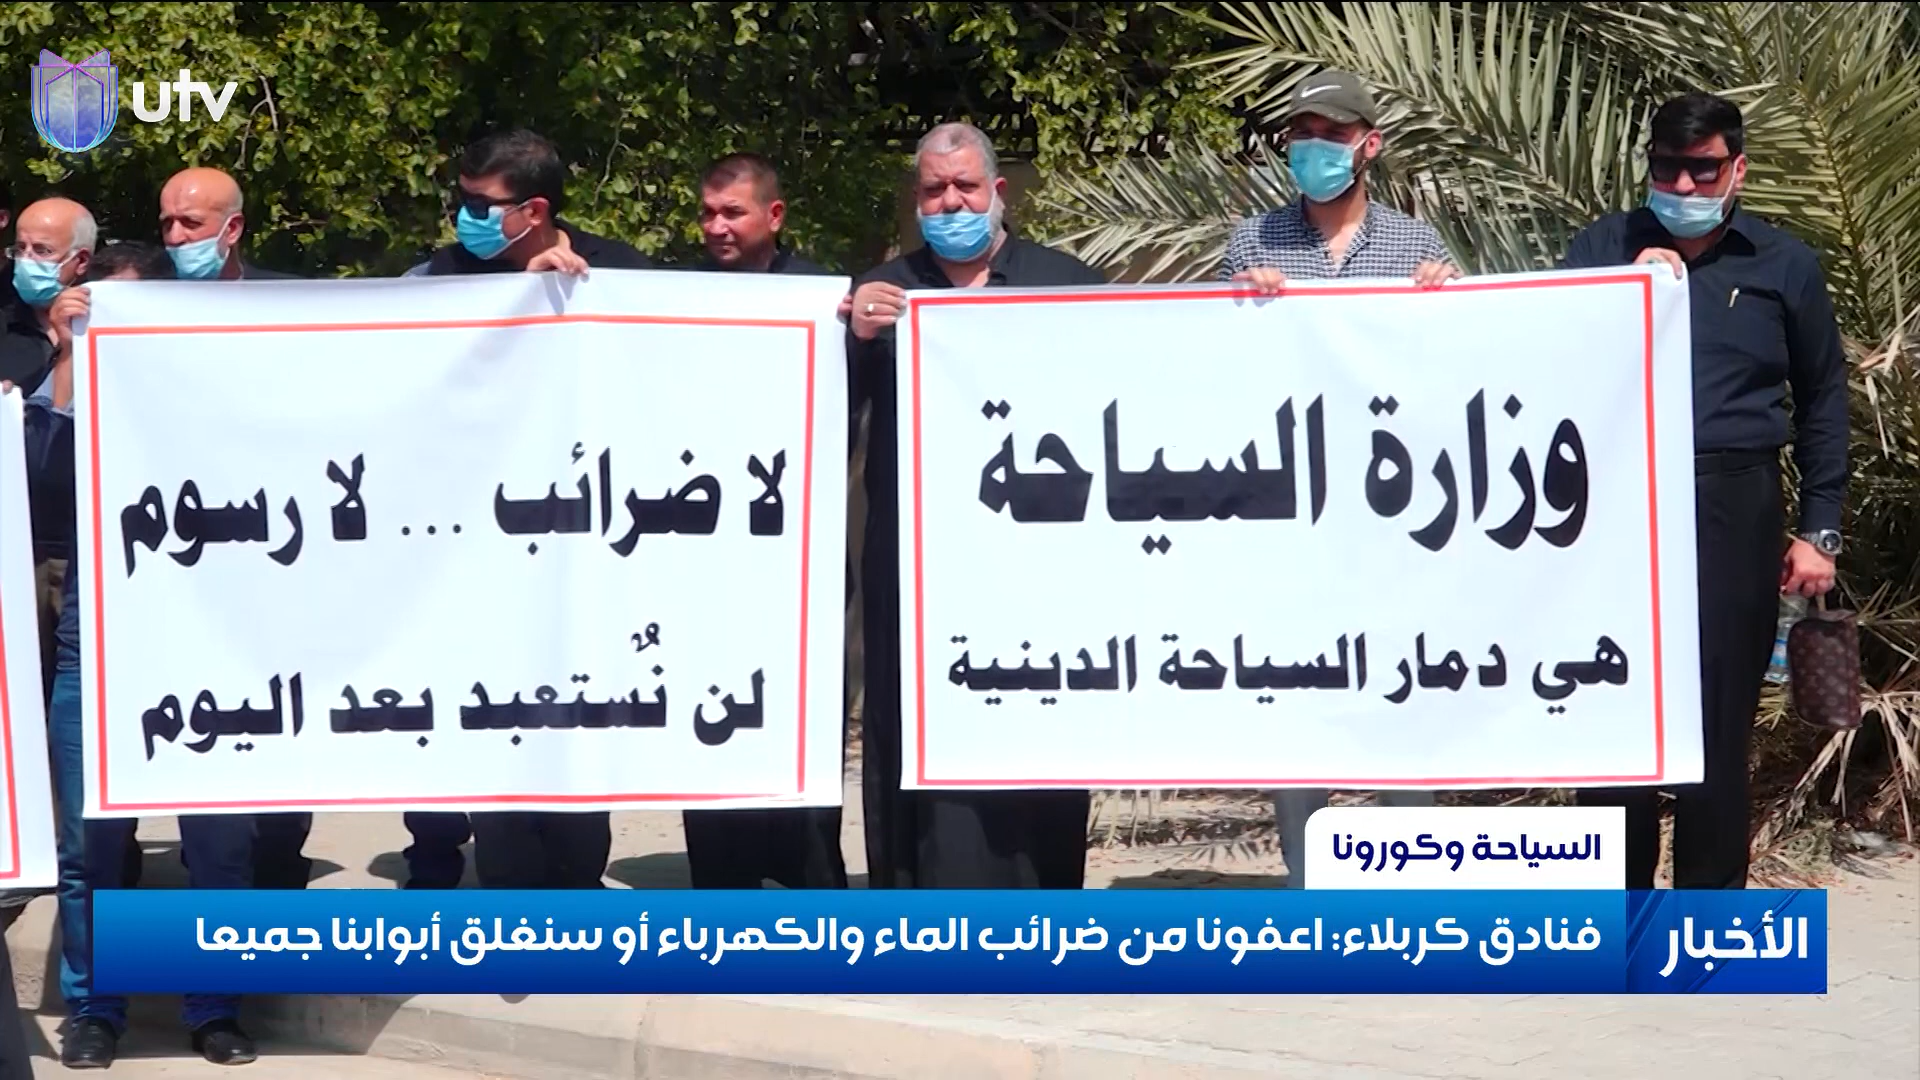 utv
وزارة السياحة
هي دمار السياحة الدينية
لا ضرائب ... لا رسوم
لن نُستعبد بعد اليوم
السياحة وكورونا
الأخبار
فنادق كربلاء: اعفونا من ضرائب الماء والكهرباء أو سنغلق أبوابنا جميعا